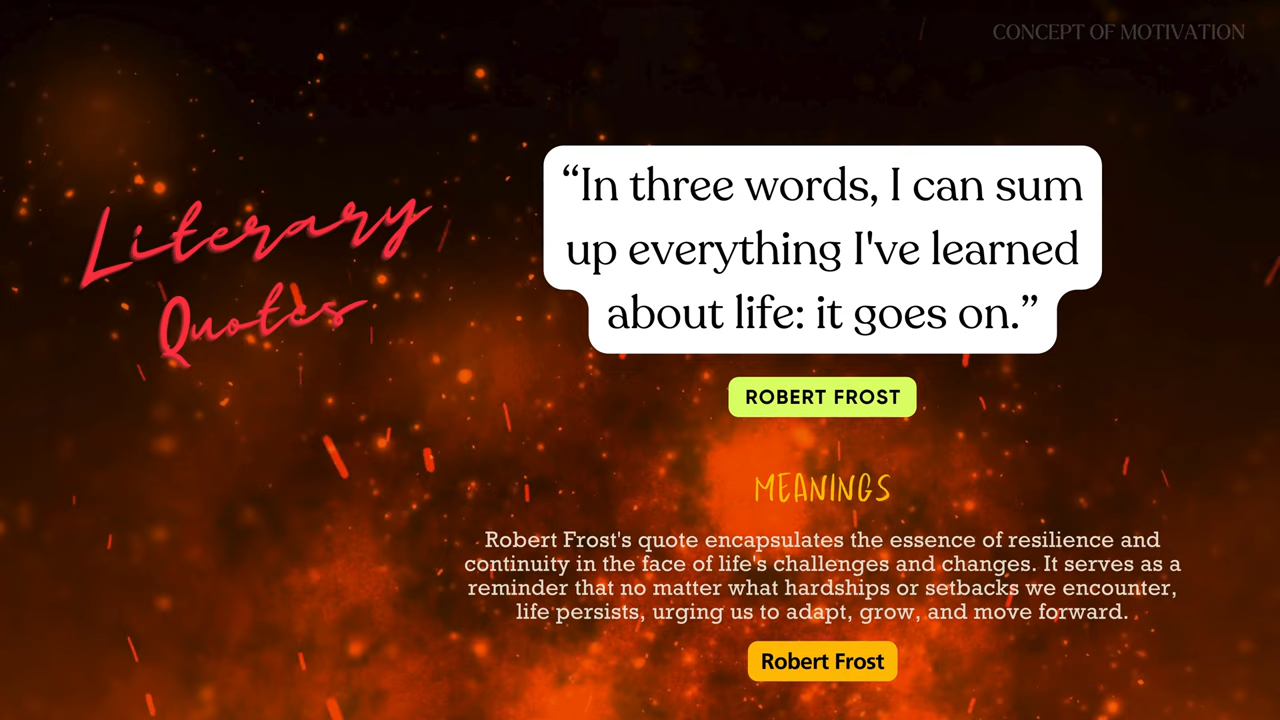 CONCEPT OF MOTIVATION
Literary
Quotes
“In three words, I can sum
up everything I've learned
about life: it goes on.”
ROBERT FROST
MEANINGS
Robert Frost's quote encapsulates the essence of resilience and
continuity in the face of life's challenges and changes. It serves as a
reminder that no matter what hardships or setbacks we encounter,
life persists, urging us to adapt, grow, and move forward.
Robert Frost